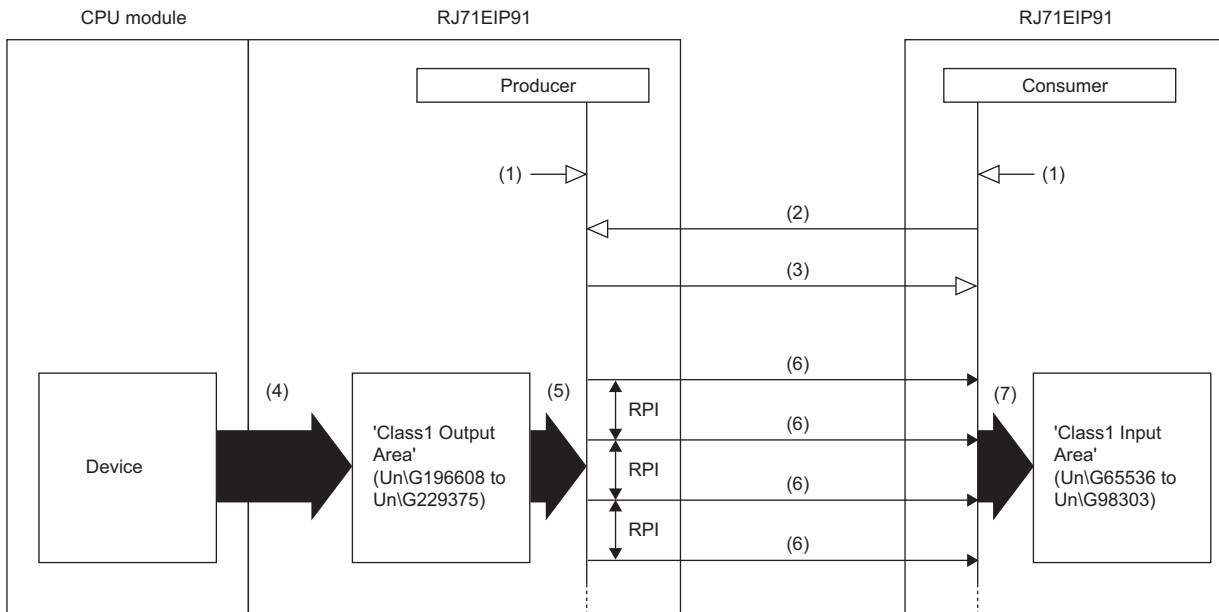 CPU module
RJ71EIP91
RJ71EIP91
Producer
Consumer
(1)
(1)
(2)
(3)
(6)
(4)
(5)
(7)
RPI
(6)
Device
'Class1 Output
Area'
(Un\G196608 to
Un\G229375)
'Class1 Input
Area'
(Un\G65536 to
Un\G98303)
RPI
(6)
RPI
(6)